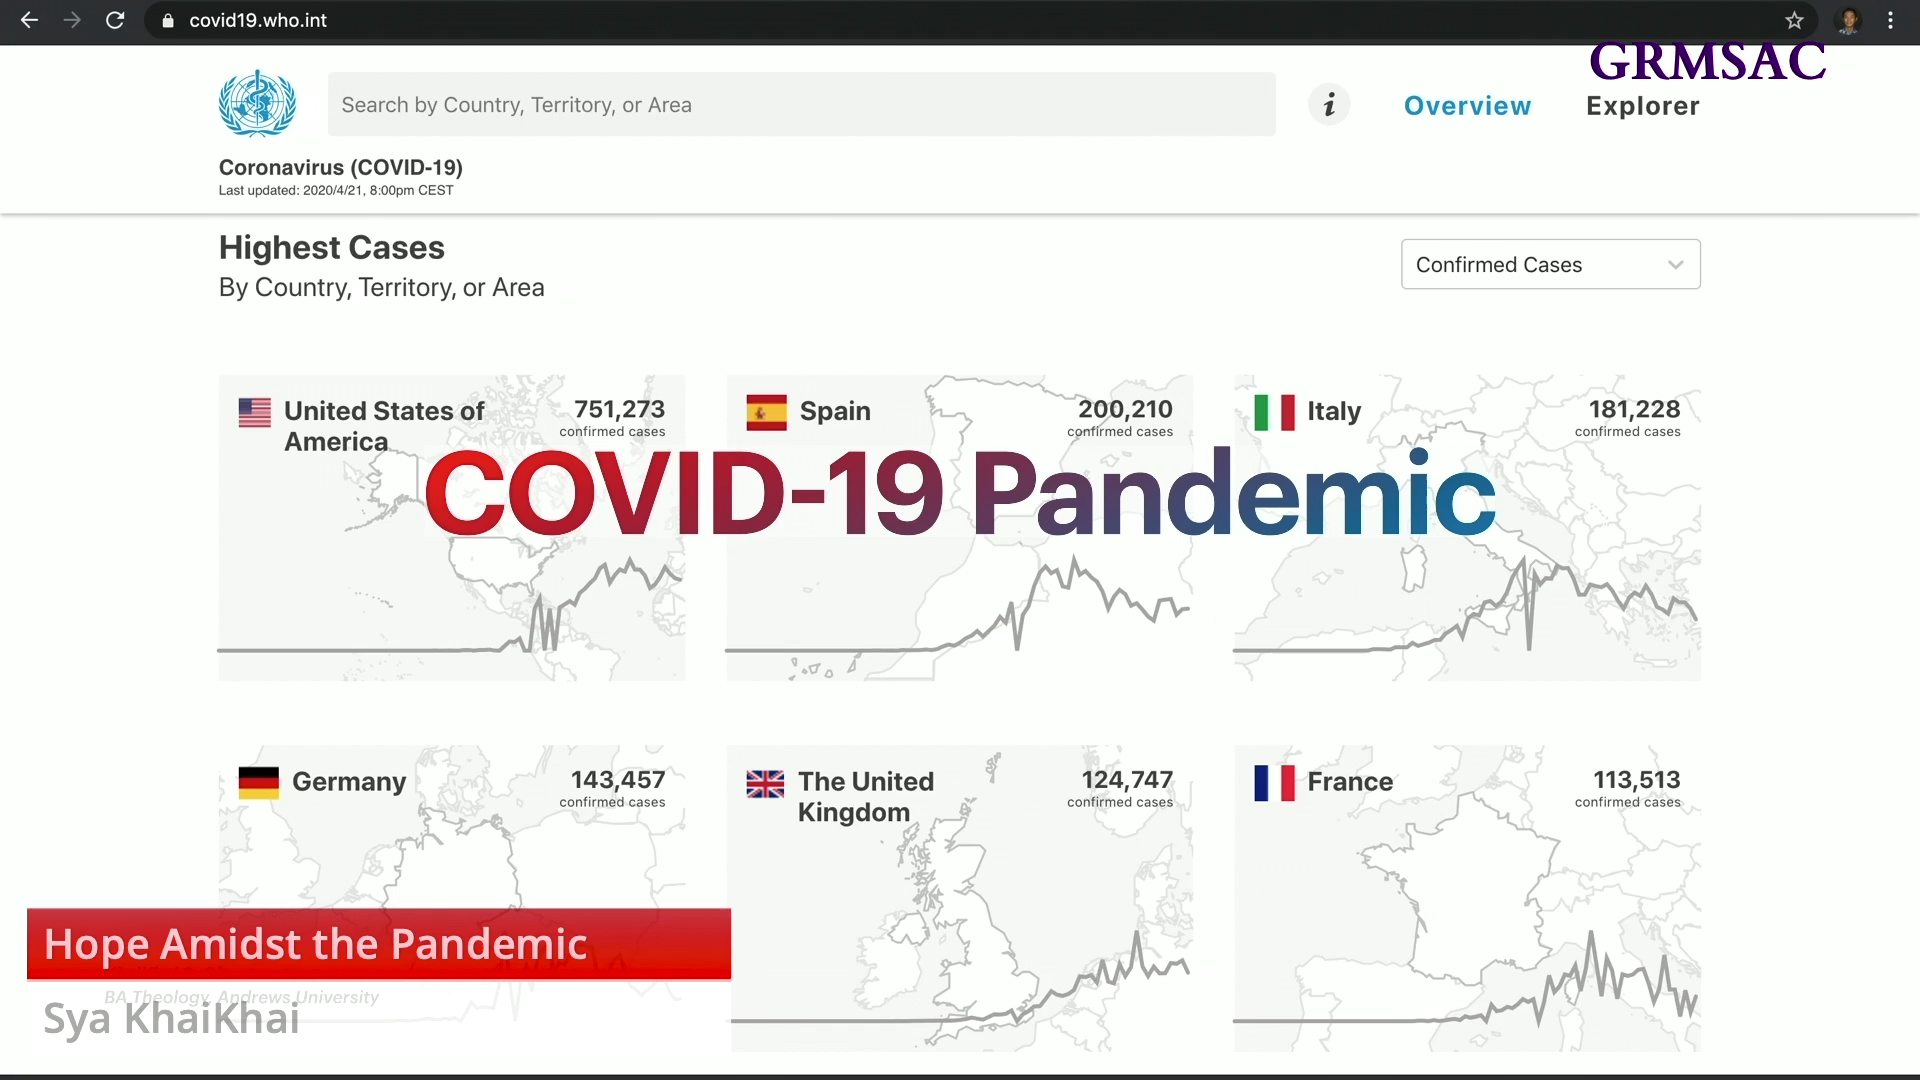 covid19.who.int
GRMSAC
Search by Country, Territory, or Area
i
Overview
Explorer
Coronavirus (COVID-19)
Last updated: 2020/4/21, 8:00pm CEST
Highest Cases
By Country, Territory, or Area
Confirmed Cases
United States of
America
751,273
confirmed cases
Spain
200,210
confirmed cases
Italy
181,228
confirmed cases
COVID-19 Pandemic
Germany
143,457
confirmed cases
The United
Kingdom
124,747
confirmed cases
France
113,513
confirmed cases
Hope Amidst the Pandemic
BA Theology, Andrews University
Sya KhaiKhai